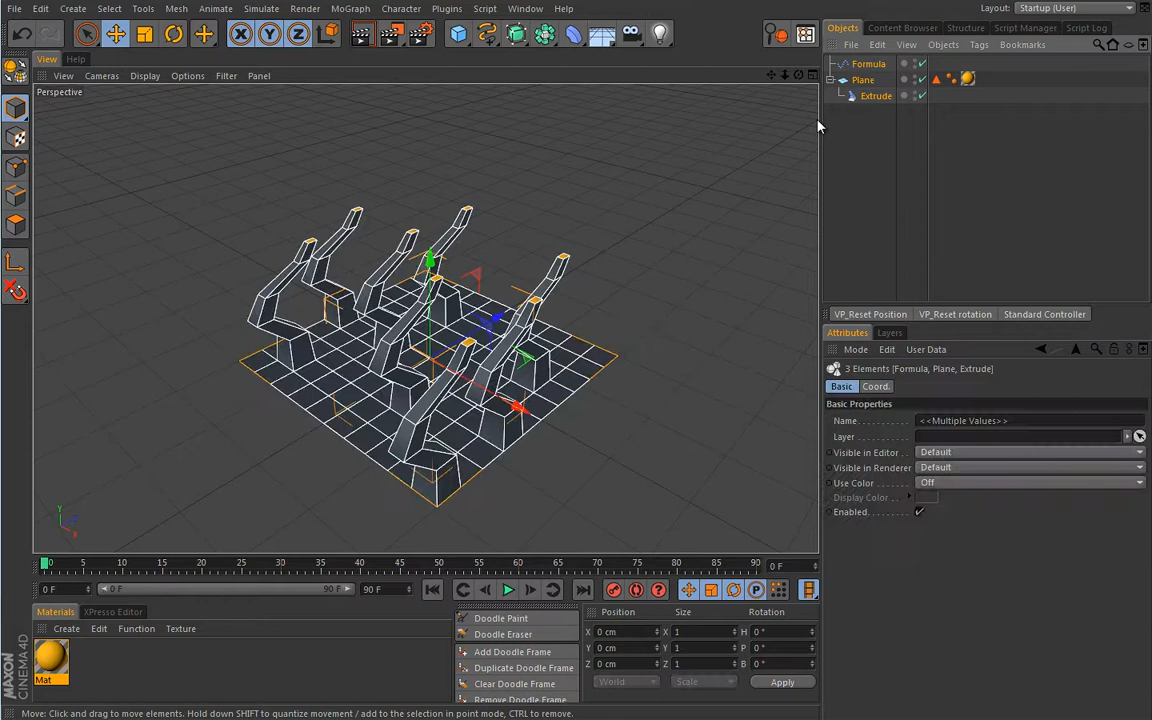 File Edit Create Select Tools Mesh Animate Simulate Render MoGraph Character Plugins Script Window Help Layout: Startup (User)
Objects Content Browser Structure Script Manager Script Log
File Edit View Objects Tags Bookmarks
View Help
View Cameras Display Options Filter Panel
Perspective
Formula
Plane
Extrude
VP_Reset Position VP_Reset rotation Standard Controller
Attributes Layers
Mode Edit User Data
3 Elements [Formula, Plane, Extrude]
Basic Coord.
Basic Properties
Name <<Multiple Values>>
Layer
Visible in Editor . . Default
Visible in Renderer Default
Use Color . . . . . . Off
Display Color . .
Enabled. . . . . . . .
Y
Z
X
0 5 10 15 20 25 30 35 40 45 50 55 60 65 70 75 80 85 90 0 F
0 F 0 F 90 F 90 F
Materials XPresso Editor
Create Edit Function Texture
Mat
Doodle Paint
Doodle Eraser
Add Doodle Frame
Duplicate Doodle Frame
Clear Doodle Frame
Remove Doodle Frame
Position Size Rotation
X 0 cm X 1 H 0 °
Y 0 cm Y 1 P 0 °
Z 0 cm Z 1 B 0 °
World Scale Apply
MAXON
CINEMA 4D
Move: Click and drag to move elements. Hold down SHIFT to quantize movement / add to the selection in point mode, CTRL to remove.